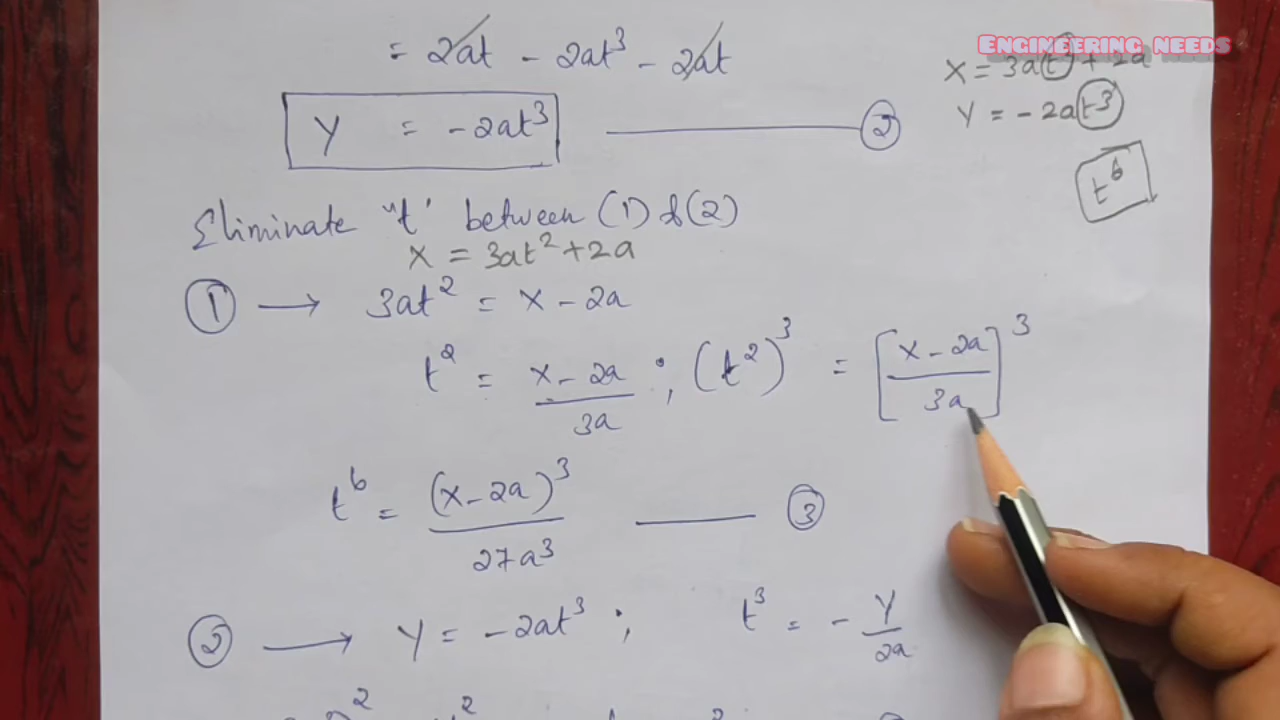 ENGINEERING NEEDS
= 2at - 2at³ - 2at
X = 3at² + 2a
Y = -2at³ ② 
Y = -2at³
t⁶
Eliminate "t" between (1) & (2)
X = 3at² + 2a
① → 3at² = X - 2a
t² = X - 2a / 3a ; (t²)³ = [X - 2a / 3a]³
t⁶ = (X - 2a)³ / 27a³ ③
② → Y = -2at³ ; t³ = - Y / 2a